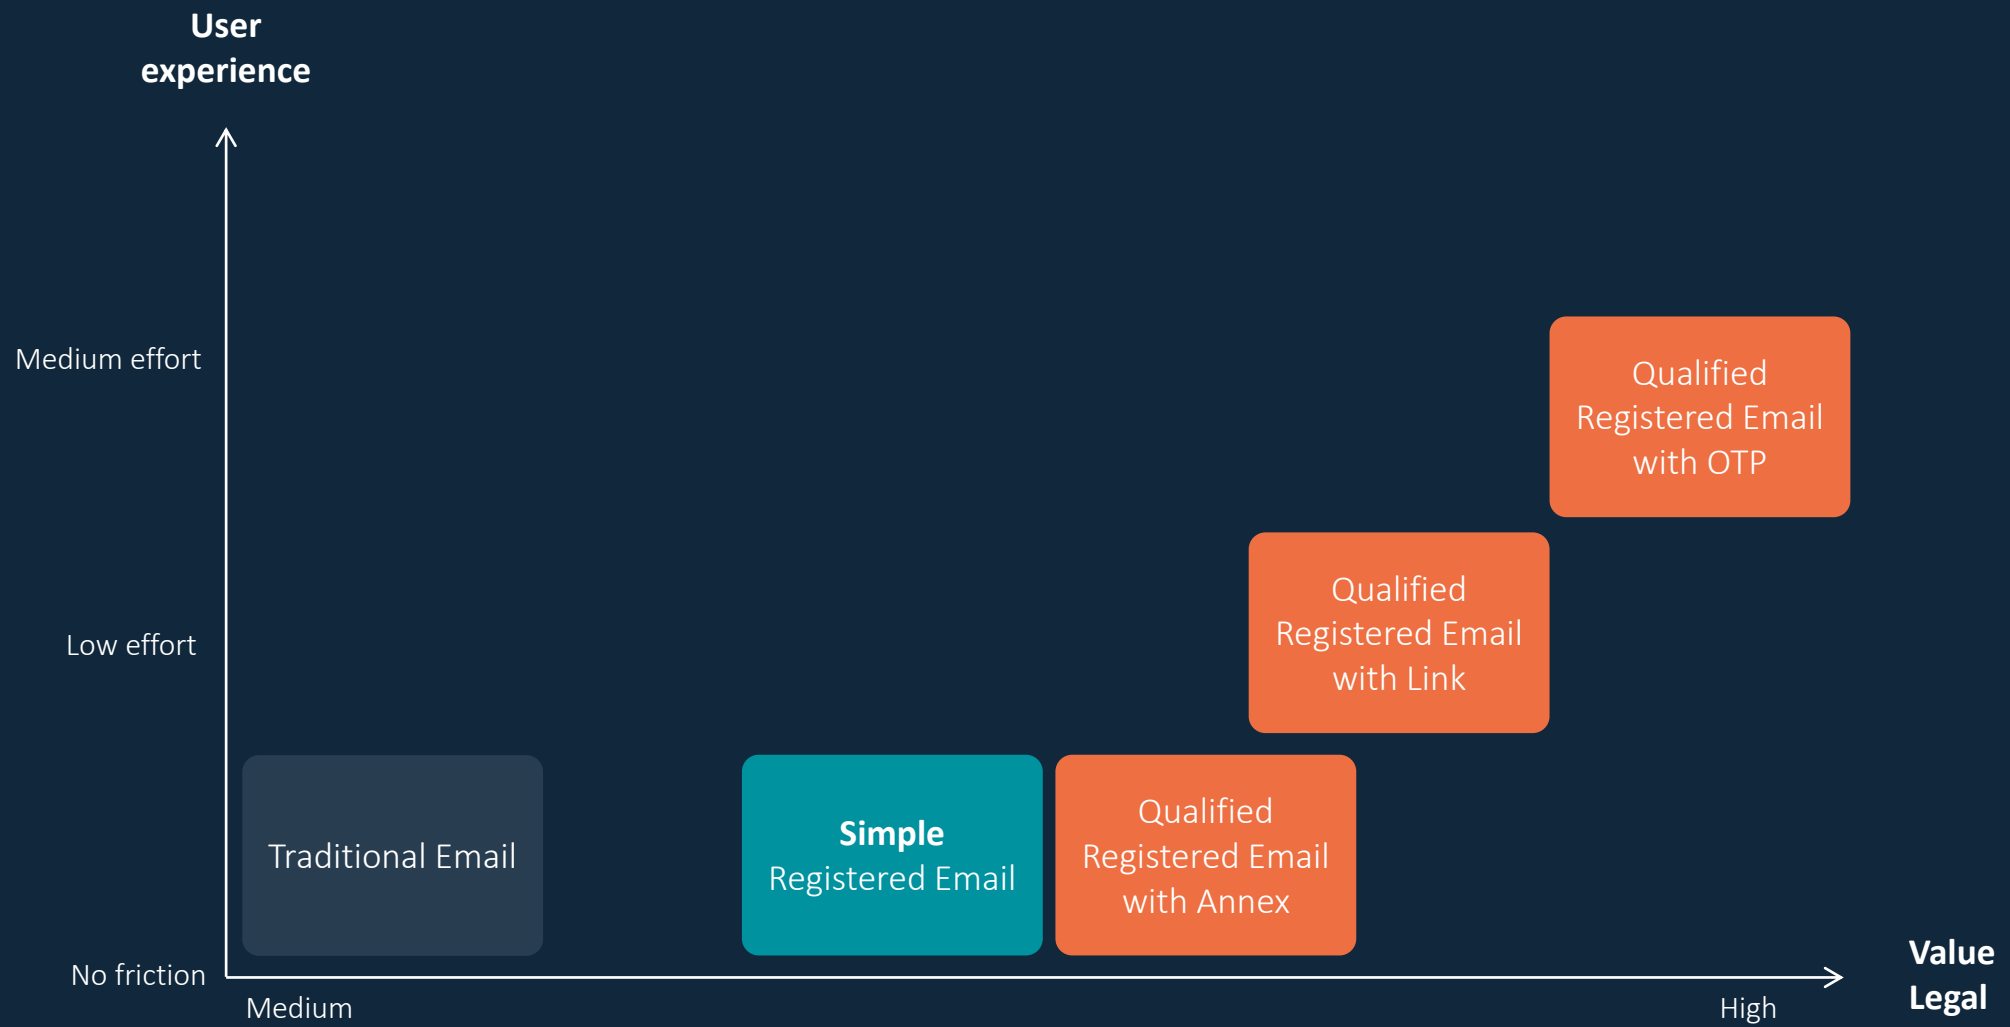 User
experience
Medium effort
Qualified
Registered Email
with OTP
Low effort
Qualified
Registered Email
with Link
Traditional Email
Simple
Registered Email
Qualified
Registered Email
with Annex
No friction
Medium
High
Value
Legal